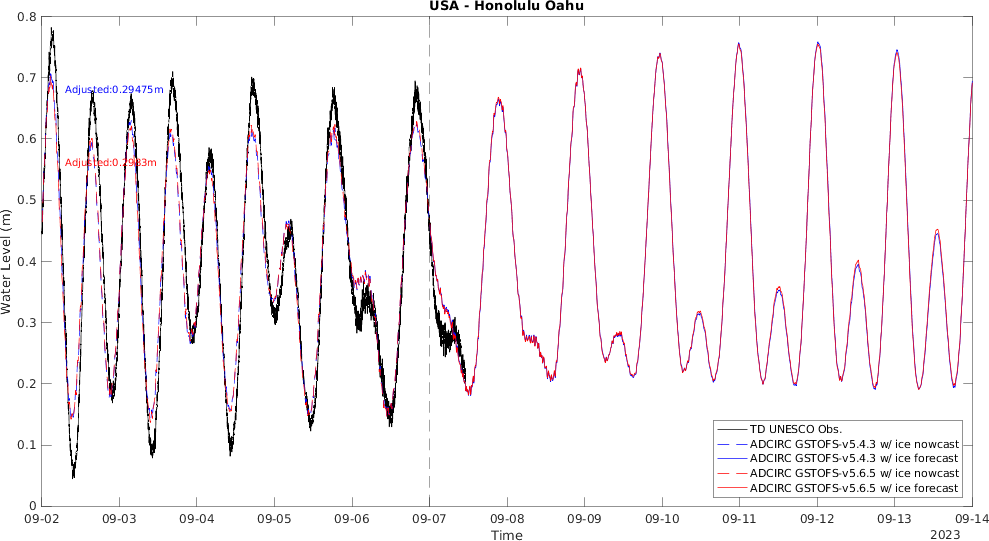 USA - Honolulu Oahu
0.8
0.7
Adjusted:0.29475m
0.6
Adjusted:0.2983m
0.5
0.4
0.3
0.2
0.1
0
Water Level (m)
TD UNESCO Obs.
ADCIRC GSTOFS-v5.4.3 w/ ice nowcast
ADCIRC GSTOFS-v5.4.3 w/ ice forecast
ADCIRC GSTOFS-v5.6.5 w/ ice nowcast
ADCIRC GSTOFS-v5.6.5 w/ ice forecast
09-02 09-03 09-04 09-05 09-06 09-07 09-08 09-09 09-10 09-11 09-12 09-13 09-14
Time
2023